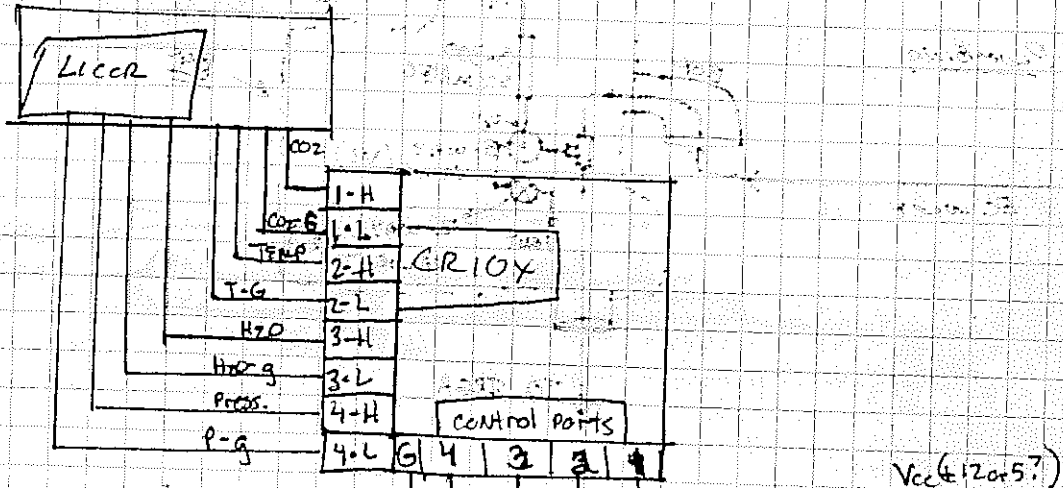 LICOR
CO2
1-H
CO2-G
1-L
TEMP
2-H
CR10X
T-G
2-L
H2O
3-H
H2O-g
3-L
Press.
4-H
control ports
P-g
4-L G 4 3 2 1
Vcc (±12 or 5?)